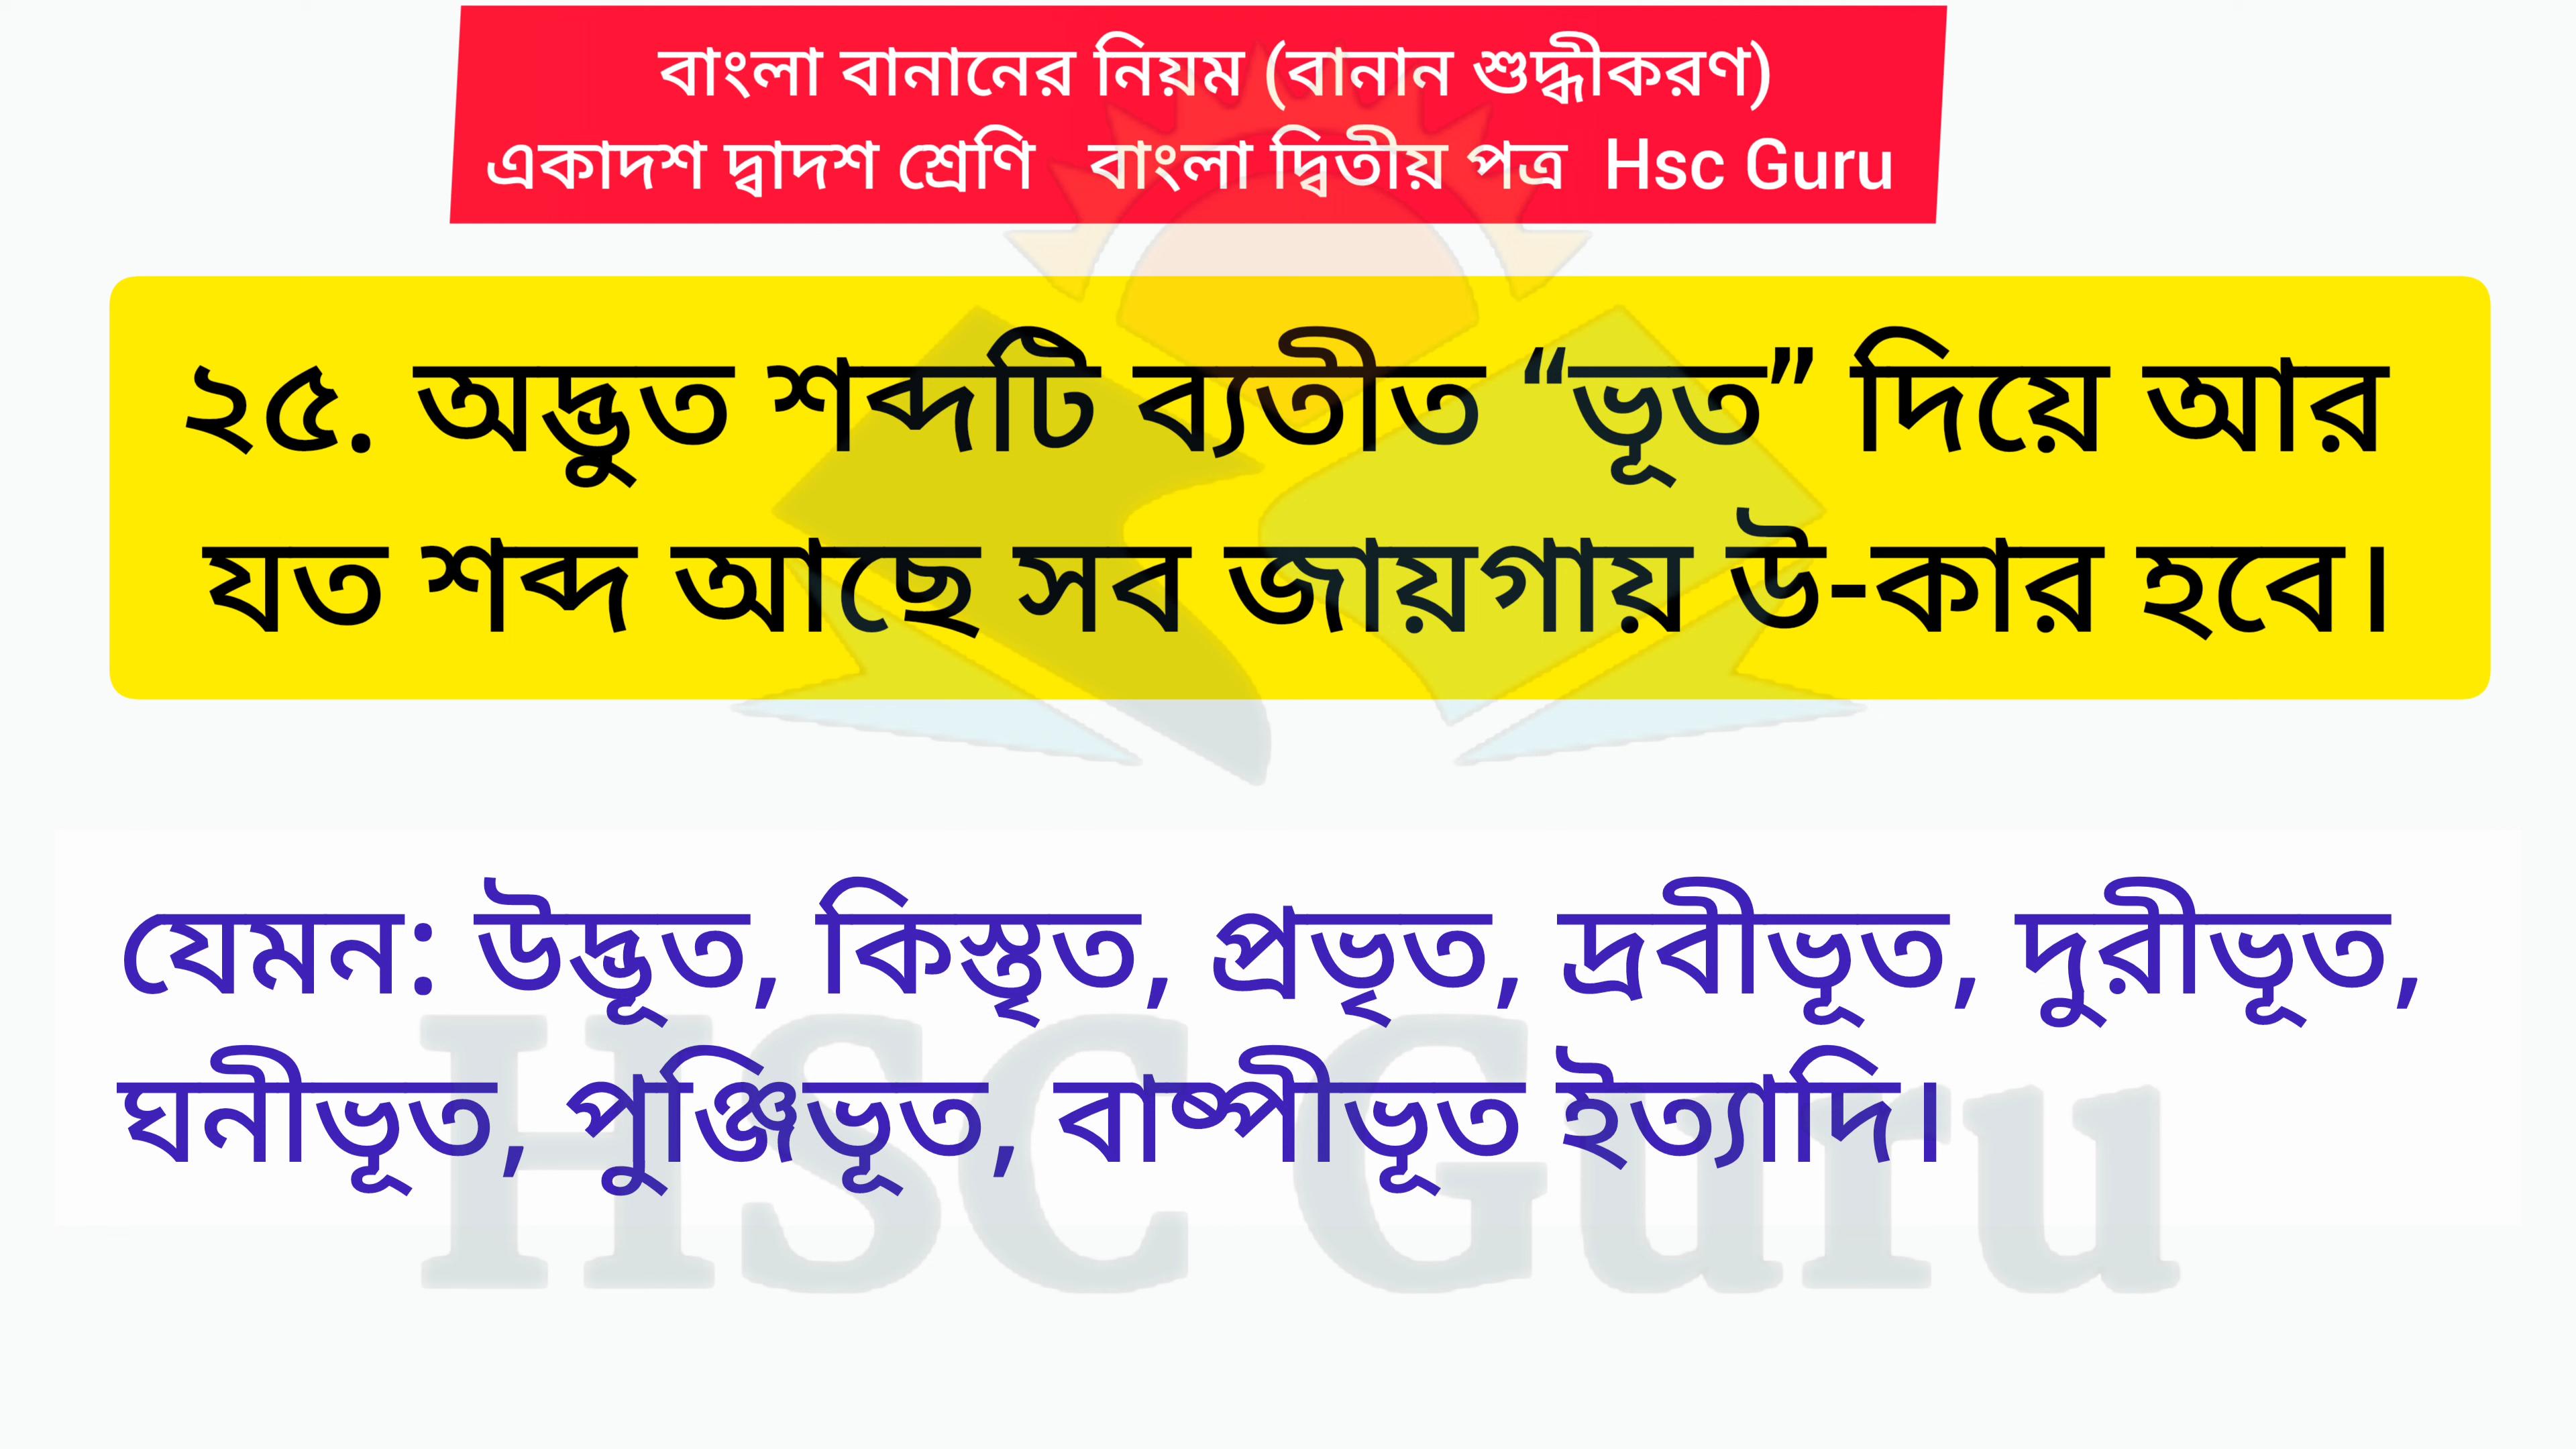 বাংলা বানানের নিয়ম (বানান শুদ্ধীকরণ)
একাদশ দ্বাদশ শ্রেণি বাংলা দ্বিতীয় পত্র Hsc Guru
২৫. অদ্ভুত শব্দটি ব্যতীত “ভূত” দিয়ে আর
যত শব্দ আছে সব জায়গায় উ-কার হবে।
যেমন: উদ্ভূত, কিস্তৃত, প্রভৃত, দ্রবীভূত, দুরীভূত,
ঘনীভূত, পুঞ্জিভূত, বাষ্পীভূত ইত্যাদি।
HSC Guru